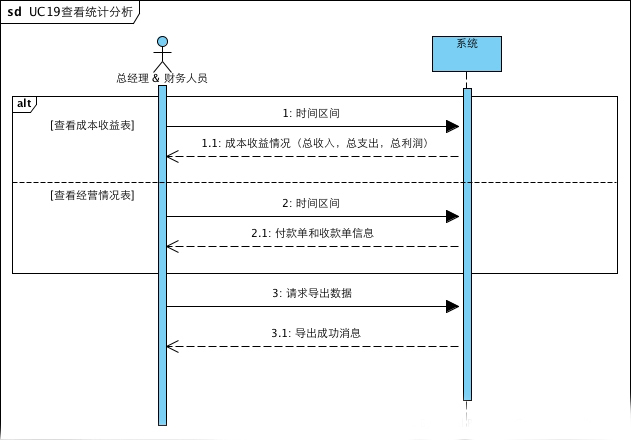 sd UC19查看统计分析
总经理 & 财务人员
系统
alt
[查看成本收益表]
1: 时间区间
1.1: 成本收益情况（总收入，总支出，总利润）
[查看经营情况表]
2: 时间区间
2.1: 付款单和收款单信息
3: 请求导出数据
3.1: 导出成功消息